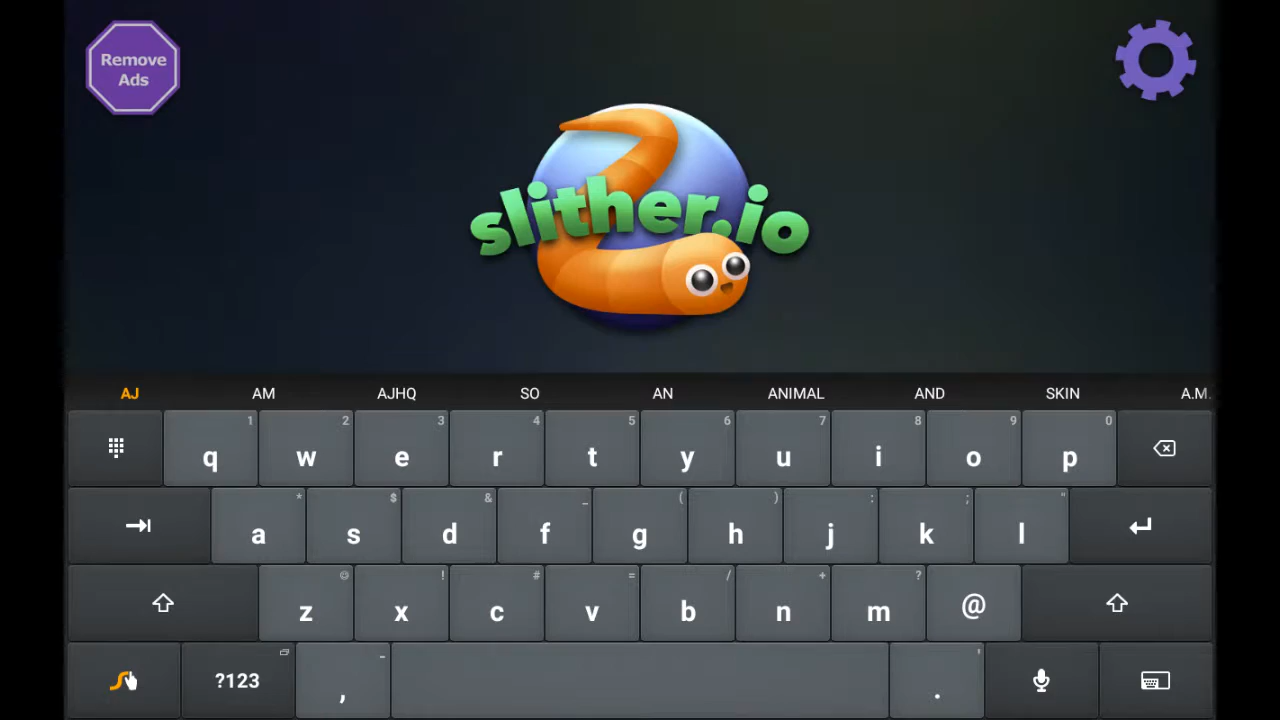 Remove
Ads
slither.io
AJ AM AJHQ SO AN ANIMAL AND SKIN A.M.
1 2 3 4 5 6 7 8 9 0
q w e r t y u i o p
* $ & _ ( ) : ; "
a s d f g h j k l
! # = / + ?
z x c v b n m @
?123 , - . '